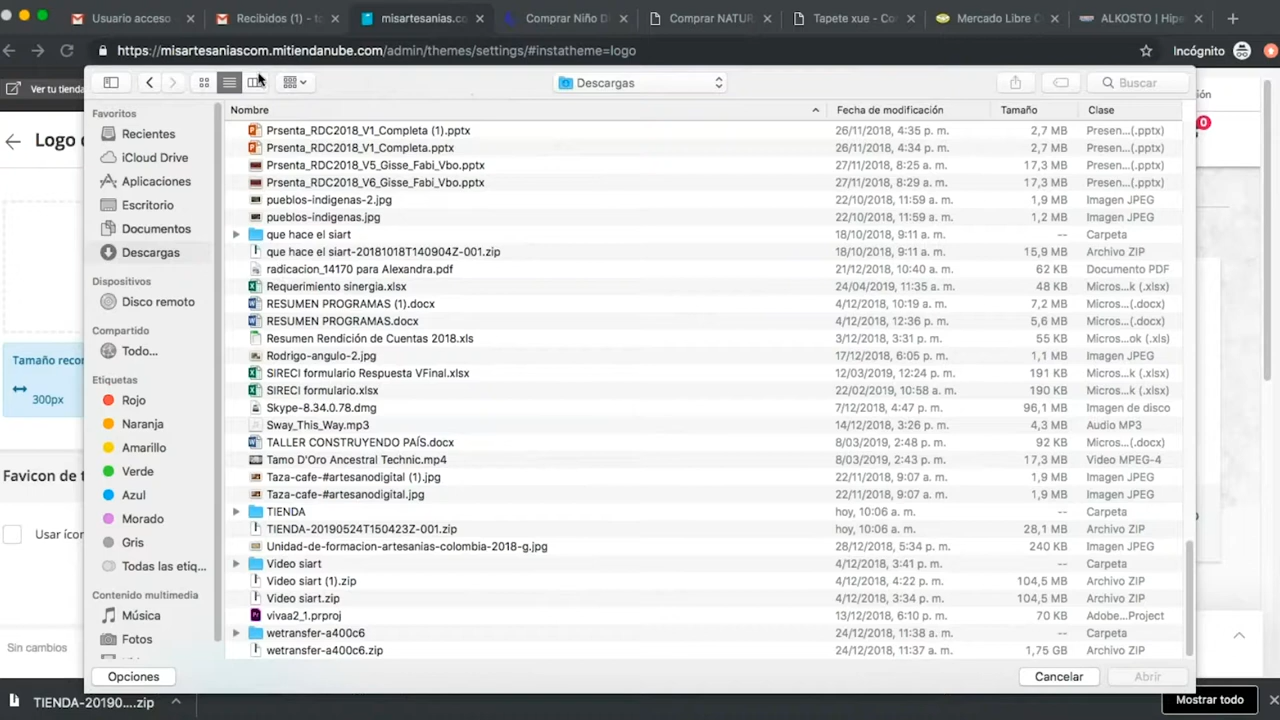 Usuario acceso
Recibidos (1) - to
misartesanias.co
Comprar Niño D
Comprar NATUR
Tapete xue - Co
Mercado Libre C
ALKOSTO | Hipe
https://misartesaniascom.mitiendanube.com/admin/themes/settings/#instatheme=logo
Incógnito
Ver tu tienda
Descargas
Buscar
ión
0
Logo d
Tamaño recor
300px
Favicon de t
Usar ícor
Sin cambios
Favoritos
Recientes
iCloud Drive
Aplicaciones
Escritorio
Documentos
Descargas
Dispositivos
Disco remoto
Compartido
Todo...
Etiquetas
Rojo
Naranja
Amarillo
Verde
Azul
Morado
Gris
Todas las etiq...
Contenido multimedia
Música
Fotos
Nombre Fecha de modificación Tamaño Clase
Prsenta_RDC2018_V1_Completa (1).pptx 26/11/2018, 4:35 p. m. 2,7 MB Presen...(.pptx)
Prsenta_RDC2018_V1_Completa.pptx 26/11/2018, 4:34 p. m. 2,7 MB Presen...(.pptx)
Prsenta_RDC2018_V5_Gisse_Fabi_Vbo.pptx 27/11/2018, 8:25 a. m. 17,3 MB Presen...(.pptx)
Prsenta_RDC2018_V6_Gisse_Fabi_Vbo.pptx 27/11/2018, 8:29 a. m. 17,3 MB Presen...(.pptx)
pueblos-indigenas-2.jpg 22/10/2018, 11:59 a. m. 1,9 MB Imagen JPEG
pueblos-indigenas.jpg 22/10/2018, 11:59 a. m. 1,2 MB Imagen JPEG
que hace el siart 18/10/2018, 9:11 a. m. -- Carpeta
que hace el siart-20181018T140904Z-001.zip 18/10/2018, 9:11 a. m. 15,9 MB Archivo ZIP
radicacion_14170 para Alexandra.pdf 21/12/2018, 10:40 a. m. 62 KB Documento PDF
Requerimiento sinergia.xlsx 24/04/2019, 11:35 a. m. 48 KB Micros...k (.xlsx)
RESUMEN PROGRAMAS (1).docx 4/12/2018, 10:19 a. m. 7,2 MB Micros...(.docx)
RESUMEN PROGRAMAS.docx 4/12/2018, 12:36 p. m. 5,6 MB Micros...(.docx)
Resumen Rendición de Cuentas 2018.xls 3/12/2018, 3:31 p. m. 55 KB Micros...ok (.xls)
Rodrigo-angulo-2.jpg 17/12/2018, 6:05 p. m. 1,1 MB Imagen JPEG
SIRECI formulario Respuesta VFinal.xlsx 12/03/2019, 12:24 p. m. 191 KB Micros...k (.xlsx)
SIRECI formulario.xlsx 22/02/2019, 10:58 a. m. 190 KB Micros...k (.xlsx)
Skype-8.34.0.78.dmg 7/12/2018, 4:47 p. m. 96,1 MB Imagen de disco
Sway_This_Way.mp3 14/12/2018, 3:26 p. m. 4,3 MB Audio MP3
TALLER CONSTRUYENDO PAÍS.docx 8/03/2019, 2:48 p. m. 92 KB Micros...(.docx)
Tamo D'Oro Ancestral Technic.mp4 8/03/2019, 2:43 p. m. 17,3 MB Video MPEG-4
Taza-cafe-#artesanodigital (1).jpg 22/11/2018, 9:07 a. m. 1,9 MB Imagen JPEG
Taza-cafe-#artesanodigital.jpg 22/11/2018, 9:07 a. m. 1,9 MB Imagen JPEG
TIENDA hoy, 10:06 a. m. -- Carpeta
TIENDA-20190524T150423Z-001.zip hoy, 10:06 a. m. 28,1 MB Archivo ZIP
Unidad-de-formacion-artesanias-colombia-2018-g.jpg 28/12/2018, 5:34 p. m. 240 KB Imagen JPEG
Video siart 4/12/2018, 3:41 p. m. -- Carpeta
Video siart (1).zip 4/12/2018, 4:22 p. m. 104,5 MB Archivo ZIP
Video siart.zip 4/12/2018, 3:34 p. m. 104,5 MB Archivo ZIP
vivaa2_1.prproj 13/12/2018, 6:10 p. m. 70 KB Adobe...Project
wetransfer-a400c6 24/12/2018, 11:38 a. m. -- Carpeta
wetransfer-a400c6.zip 24/12/2018, 11:37 a. m. 1,75 GB Archivo ZIP
Opciones
Cancelar
Abrir
TIENDA-20190....zip
Mostrar todo